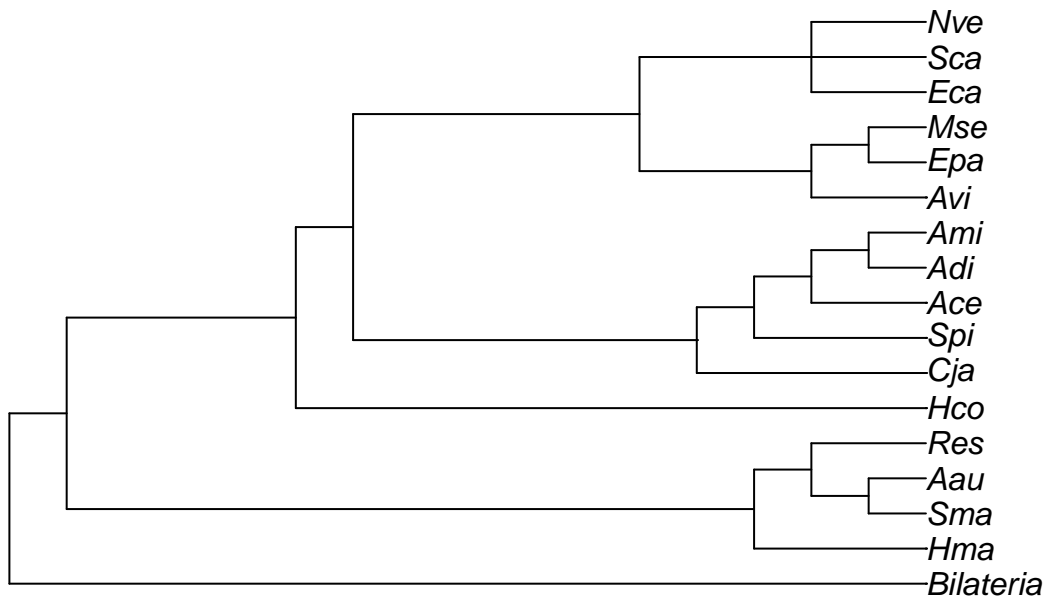 Nve
Sca
Eca
Mse
Epa
Avi
Ami
Adi
Ace
Spi
Cja
Hco
Res
Aau
Sma
Hma
Bilateria